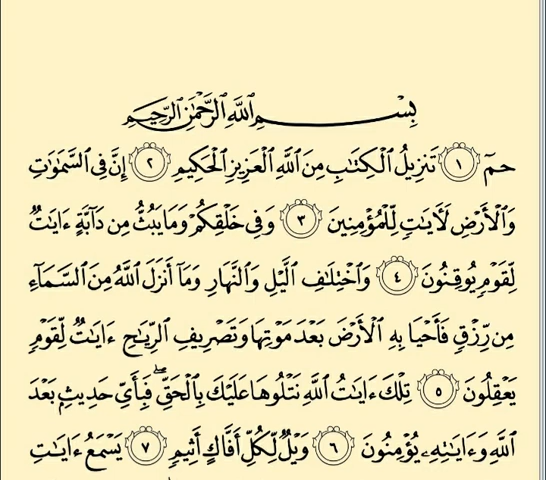 بِسْمِ ٱللَّهِ ٱلرَّحْمَٰنِ ٱلرَّحِيمِ
حمٓ ١ تَنزِيلُ ٱلْكِتَٰبِ مِنَ ٱللَّهِ ٱلْعَزِيزِ ٱلْحَكِيمِ ٢ إِنَّ فِى ٱلسَّمَٰوَٰتِ
وَٱلْأَرْضِ لَءَايَٰتٍ لِّلْمُؤْمِنِينَ ٣ وَفِى خَلْقِكُمْ وَمَا يَبُثُّ مِن دَآبَّةٍ ءَايَٰتٌ
لِّقَوْمٍ يُوقِنُونَ ٤ وَٱخْتِلَٰفِ ٱلَّيْلِ وَٱلنَّهَارِ وَمَآ أَنزَلَ ٱللَّهُ مِنَ ٱلسَّمَآءِ
مِن رِّزْقٍ فَأَحْيَا بِهِ ٱلْأَرْضَ بَعْدَ مَوْتِهَا وَتَصْرِيفِ ٱلرِّيَٰحِ ءَايَٰتٌ لِّقَوْمٍ
يَعْقِلُونَ ٥ تِلْكَ ءَايَٰتُ ٱللَّهِ نَتْلُوهَا عَلَيْكَ بِٱلْحَقِّ ۖ فَبِأَىِّ حَدِيثٍۭ بَعْدَ
ٱللَّهِ وَءَايَٰتِهِۦ يُؤْمِنُونَ ٦ وَيْلٌ لِّكُلِّ أَفَّاكٍ أَثِيمٍ ٧ يَسْمَعُ ءَايَٰتِ